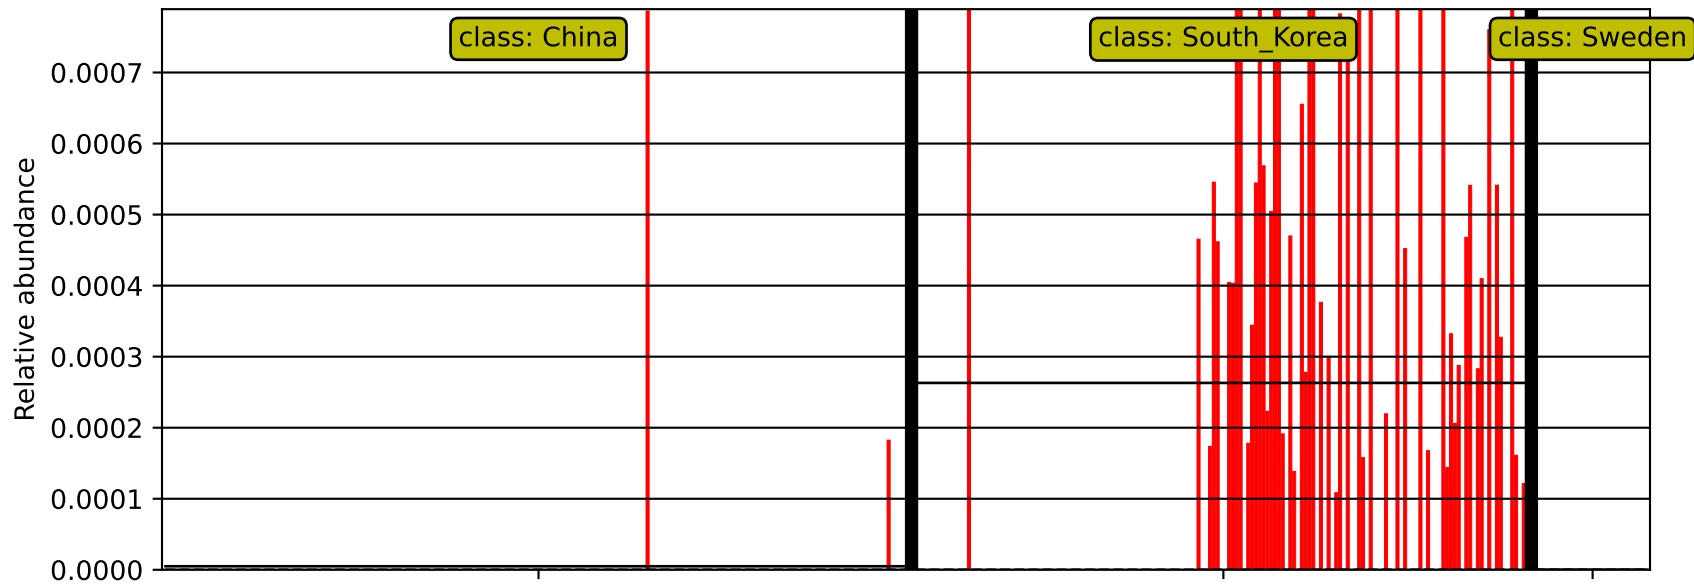 class: China
class: South_Korea
class: Sweden
Relative abundance
0.0007
0.0006
0.0005
0.0004
0.0003
0.0002
0.0001
0.0000